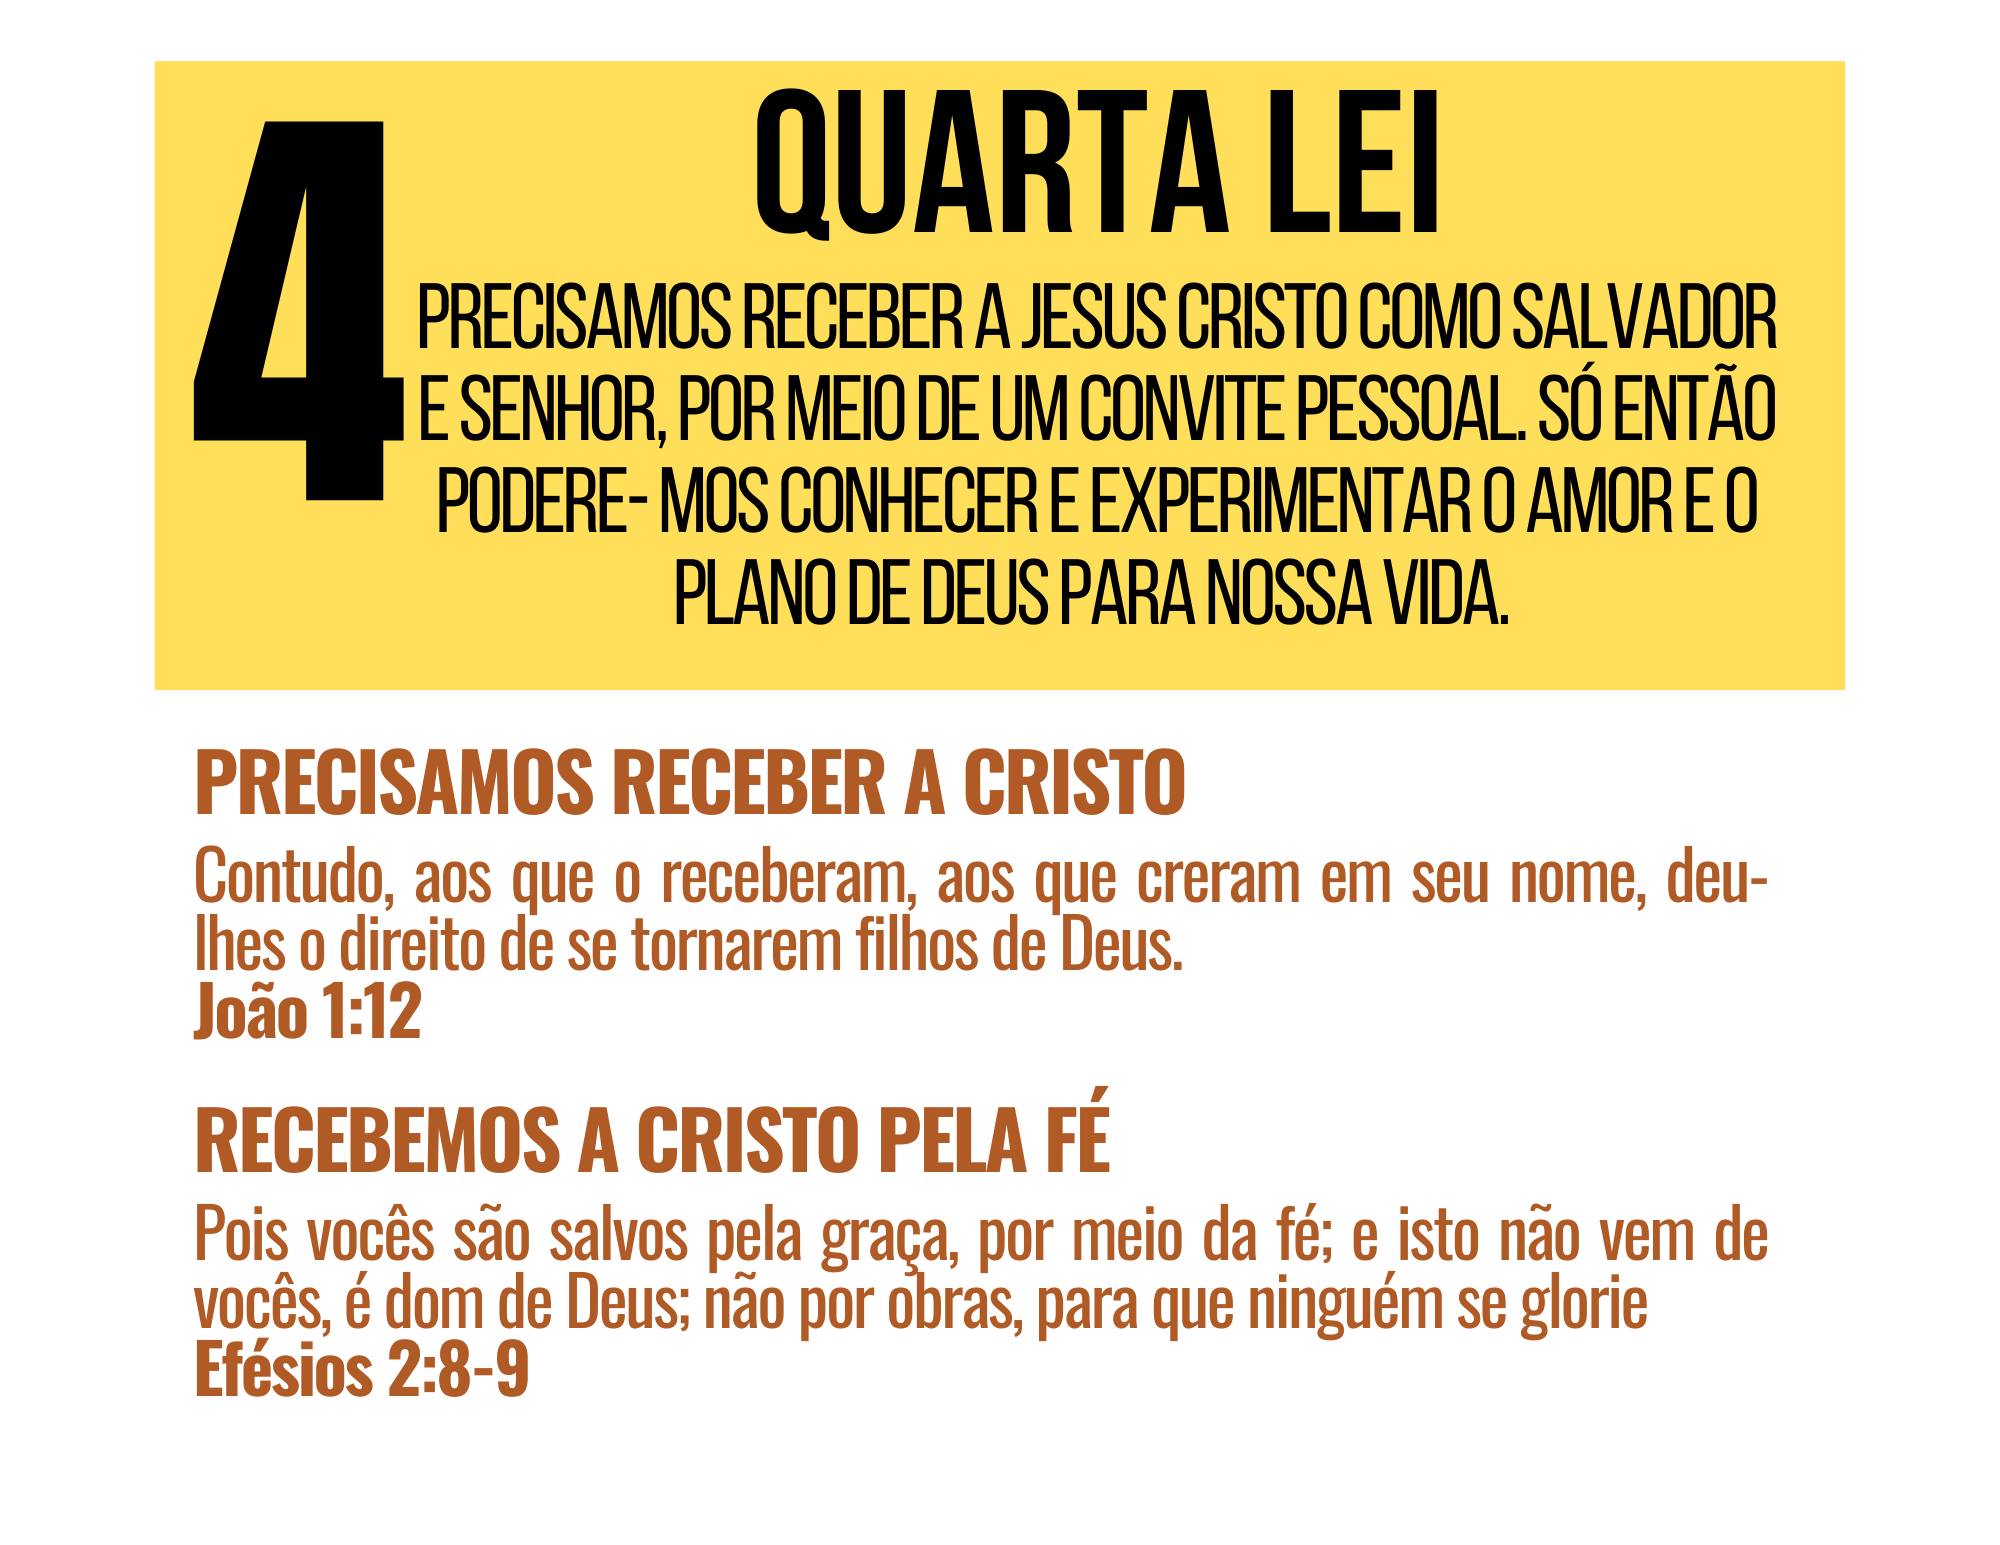 4
QUARTA LEI
PRECISAMOS RECEBER A JESUS CRISTO COMO SALVADOR
E SENHOR, POR MEIO DE UM CONVITE PESSOAL. SÓ ENTÃO
PODERE- MOS CONHECER E EXPERIMENTAR O AMOR E O
PLANO DE DEUS PARA NOSSA VIDA.
PRECISAMOS RECEBER A CRISTO
Contudo, aos que o receberam, aos que creram em seu nome, deu-
lhes o direito de se tornarem filhos de Deus.
João 1:12
RECEBEMOS A CRISTO PELA FÉ
Pois vocês são salvos pela graça, por meio da fé; e isto não vem de
vocês, é dom de Deus; não por obras, para que ninguém se glorie
Efésios 2:8-9